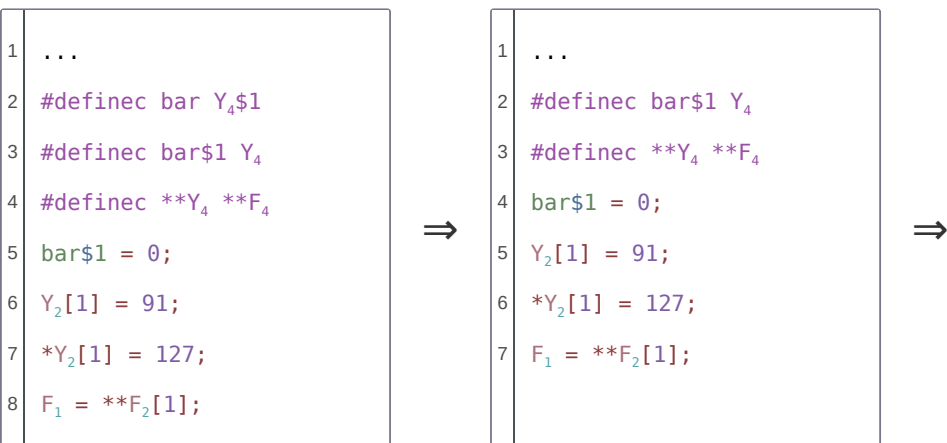 1 ...
2 #definec bar Y₄$1
3 #definec bar$1 Y₄
4 #definec **Y₄ **F₄
5 bar$1 = 0;
6 Y₂[1] = 91;
7 *Y₂[1] = 127;
8 F₁ = **F₂[1];
⇒
1 ...
2 #definec bar$1 Y₄
3 #definec **Y₄ **F₄
4 bar$1 = 0;
5 Y₂[1] = 91;
6 *Y₂[1] = 127;
7 F₁ = **F₂[1];
⇒